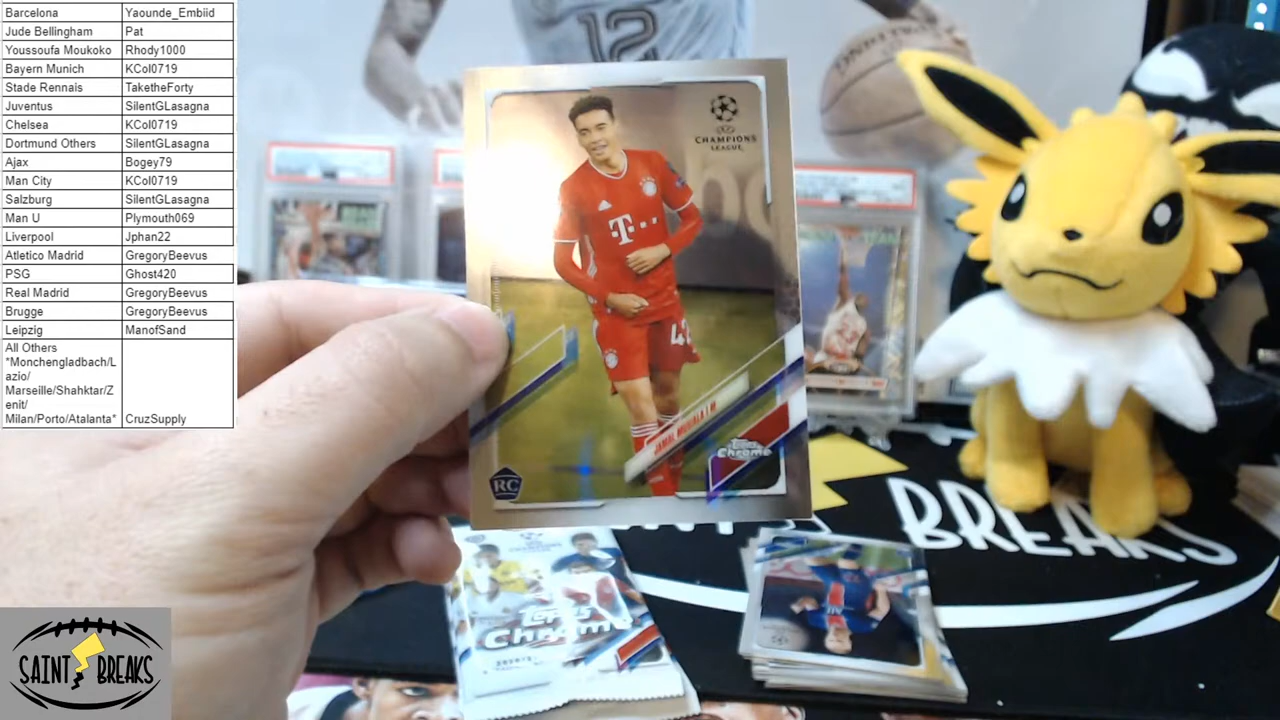 Barcelona Yaounde_Embiid
Jude Bellingham Pat
Youssoufa Moukoko Rhody1000
Bayern Munich KCol0719
Stade Rennais TaketheForty
Juventus SilentGLasagna
Chelsea KCol0719
Dortmund Others SilentGLasagna
Ajax Bogey79
Man City KCol0719
Salzburg SilentGLasagna
Man U Plymouth069
Liverpool Jphan22
Atletico Madrid GregoryBeevus
PSG Ghost420
Real Madrid GregoryBeevus
Brugge GregoryBeevus
Leipzig ManofSand
All Others
*Monchengladbach/L
azio/
Marseille/Shahktar/Z
enit/
Milan/Porto/Atalanta* CruzSupply
12
CHAMPIONS
LEAGUE
T
42
JAMAL MUSIALA
Topps
Chrome
RC
BREAKS
Topps
Chrome
SAINT BREAKS